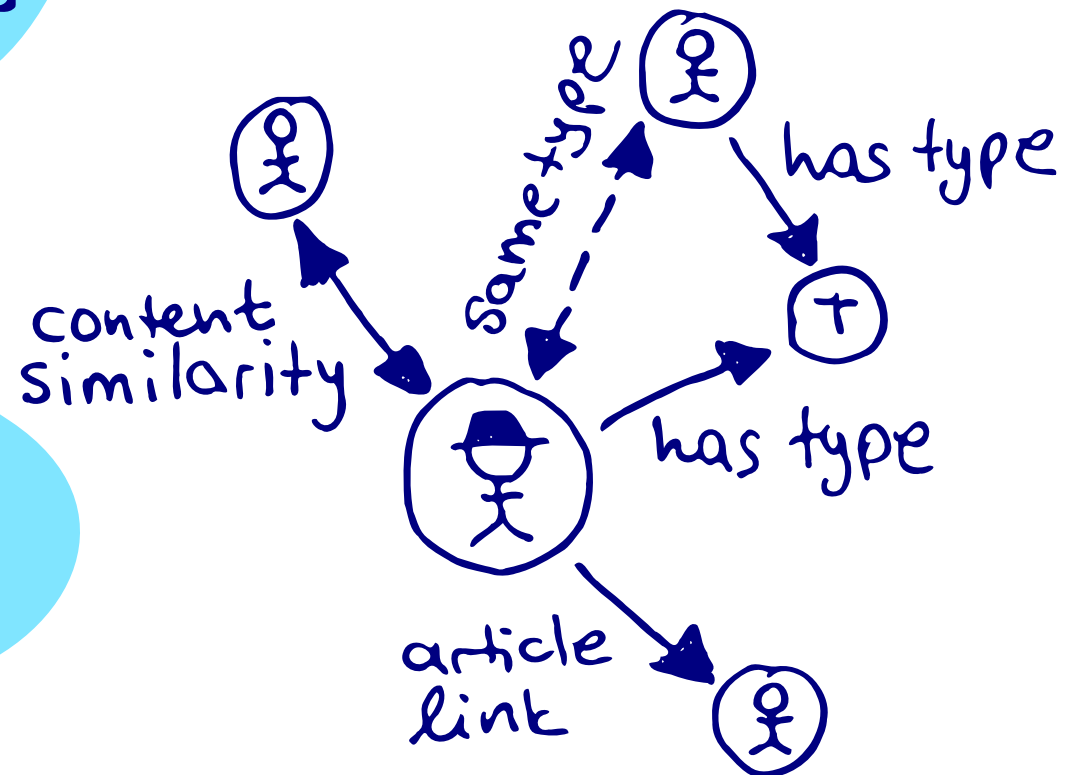 same type
has type
T
content
similarity
has type
article
link